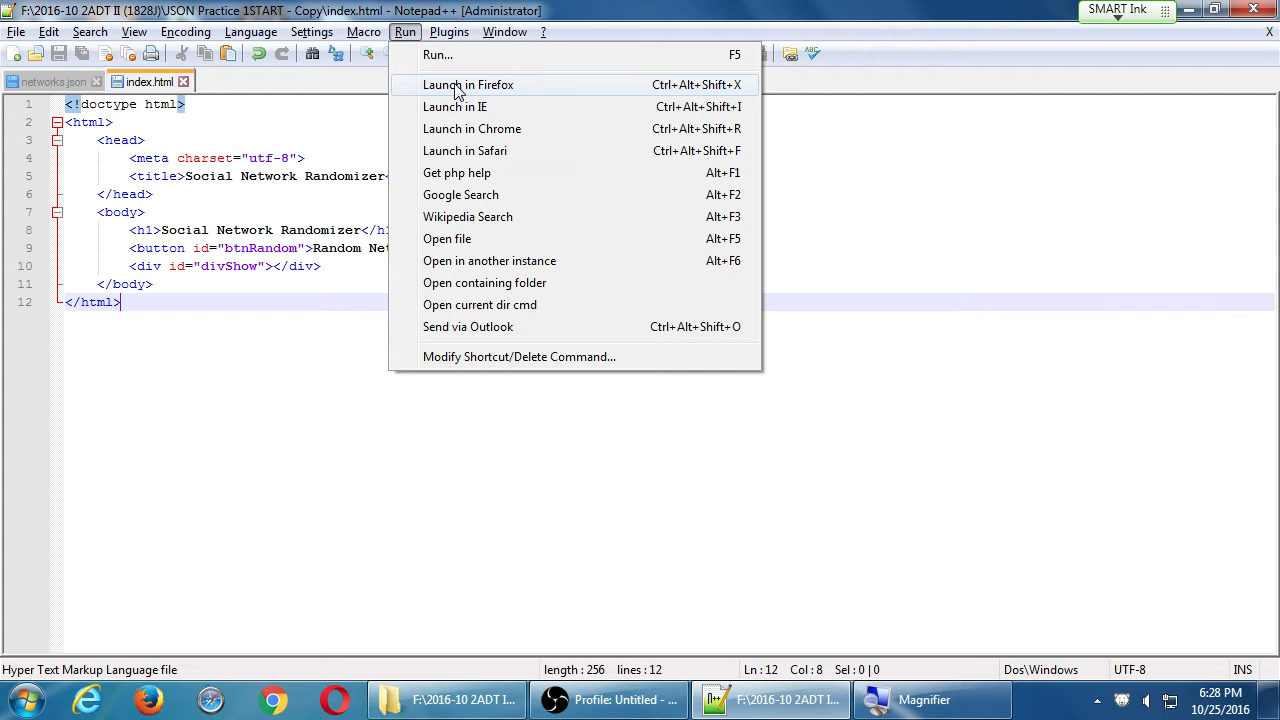 F:\2016-10 2ADT II (1828J)\JSON Practice 1START - Copy\index.html - Notepad++ [Administrator]
SMART Ink
File Edit Search View Encoding Language Settings Macro Run Plugins Window ? X
networks.json index.html
Run... F5
Launch in Firefox Ctrl+Alt+Shift+X
Launch in IE Ctrl+Alt+Shift+I
Launch in Chrome Ctrl+Alt+Shift+R
Launch in Safari Ctrl+Alt+Shift+F
Get php help Alt+F1
Google Search Alt+F2
Wikipedia Search Alt+F3
Open file Alt+F5
Open in another instance Alt+F6
Open containing folder
Open current dir cmd
Send via Outlook Ctrl+Alt+Shift+O
Modify Shortcut/Delete Command...
1 <!doctype html>
2 <html>
3 <head>
4 <meta charset="utf-8">
5 <title>Social Network Randomizer<
6 </head>
7 <body>
8 <h1>Social Network Randomizer</h1
9 <button id="btnRandom">Random Net
10 <div id="divShow"></div>
11 </body>
12 </html>
Hyper Text Markup Language file length : 256 lines : 12 Ln : 12 Col : 8 Sel : 0 | 0 Dos\Windows UTF-8 INS
F:\2016-10 2ADT I... Profile: Untitled - ... F:\2016-10 2ADT I... Magnifier
6:28 PM
10/25/2016